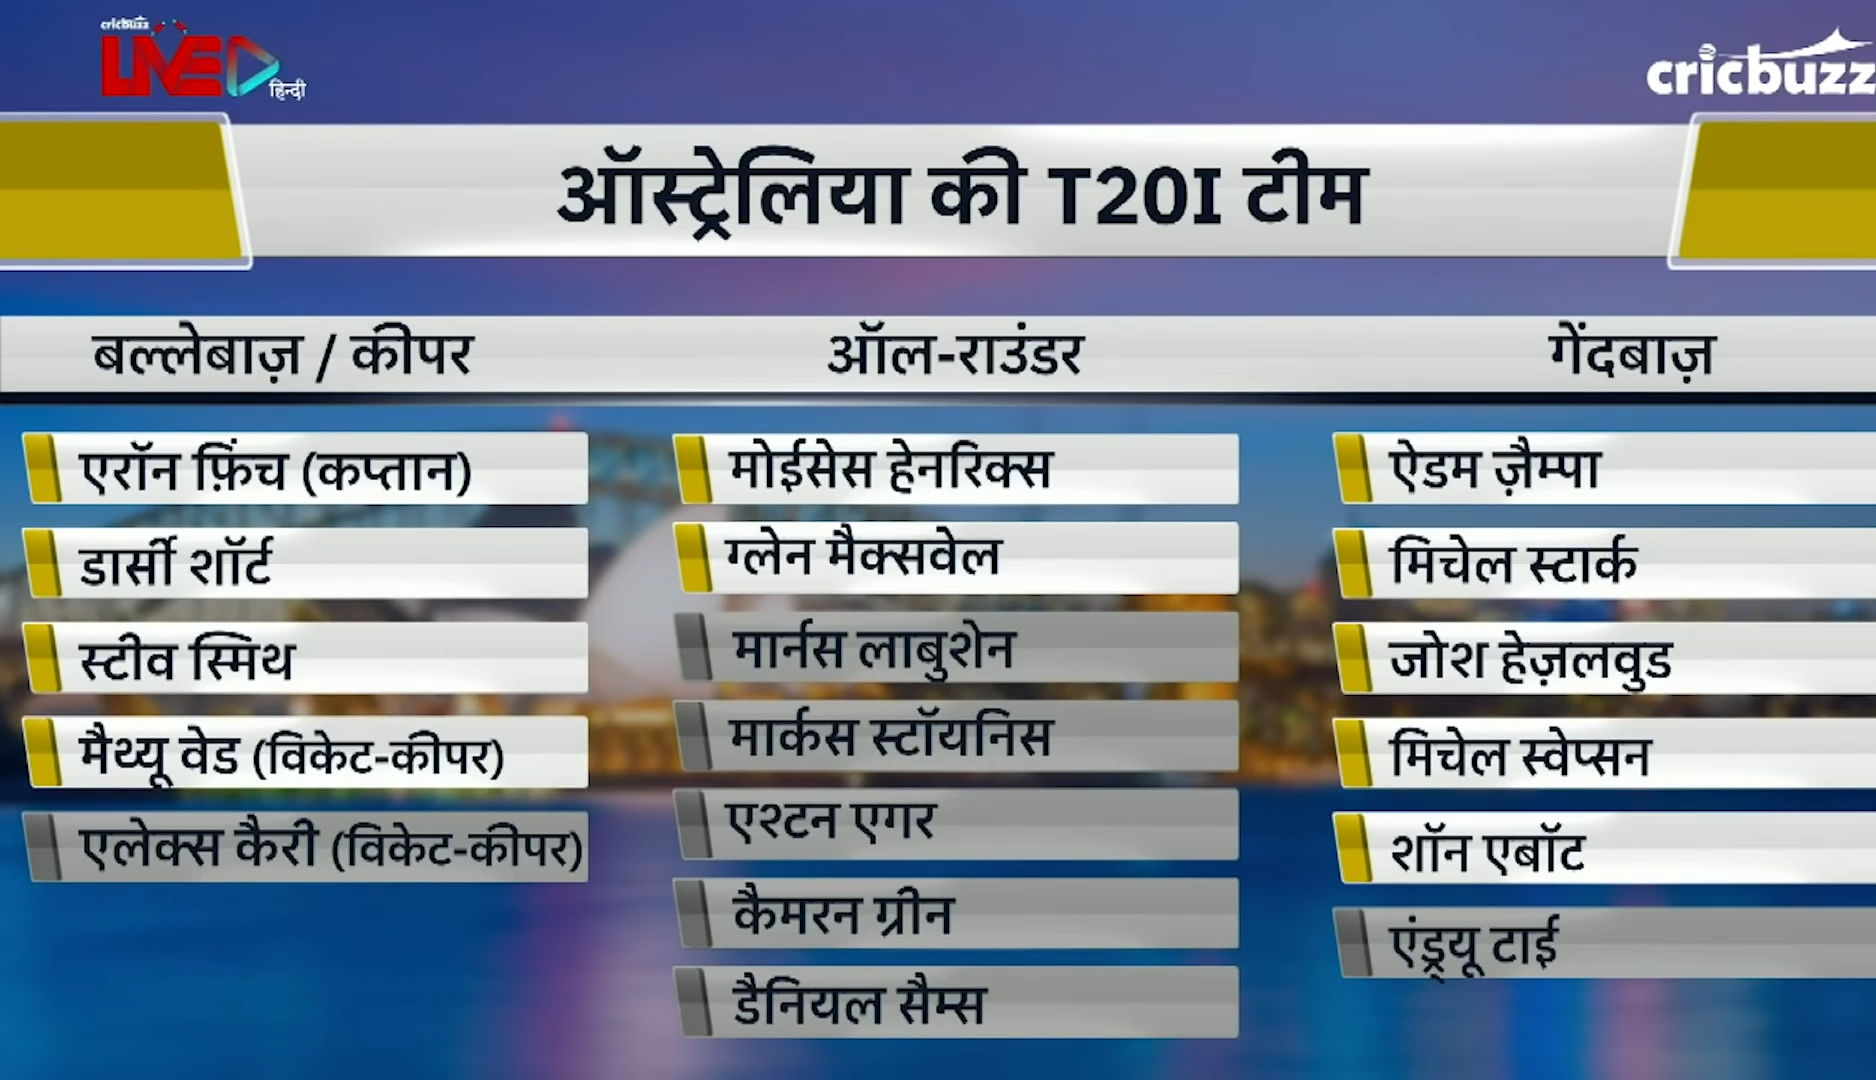 cricbuzz
LIVE
हिन्दी
cricbuzz
ऑस्ट्रेलिया की T20I टीम
बल्लेबाज़ / कीपर
एरॉन फ़िंच (कप्तान)
डार्सी शॉर्ट
स्टीव स्मिथ
मैथ्यू वेड (विकेट-कीपर)
एलेक्स कैरी (विकेट-कीपर)
ऑल-राउंडर
मोईसेस हेनरिक्स
ग्लेन मैक्सवेल
मार्नस लाबुशेन
मार्कस स्टॉयनिस
एश्टन एगर
कैमरन ग्रीन
डैनियल सैम्स
गेंदबाज़
ऐडम ज़ैम्पा
मिचेल स्टार्क
जोश हेज़लवुड
मिचेल स्वेप्सन
शॉन एबॉट
एंड्र्यू टाई